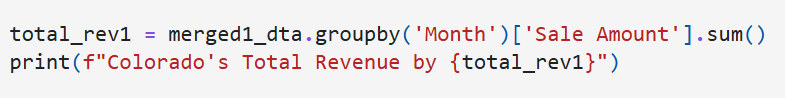 total_rev1 = merged1_dta.groupby('Month')['Sale Amount'].sum()
print(f"Colorado's Total Revenue by {total_rev1}")